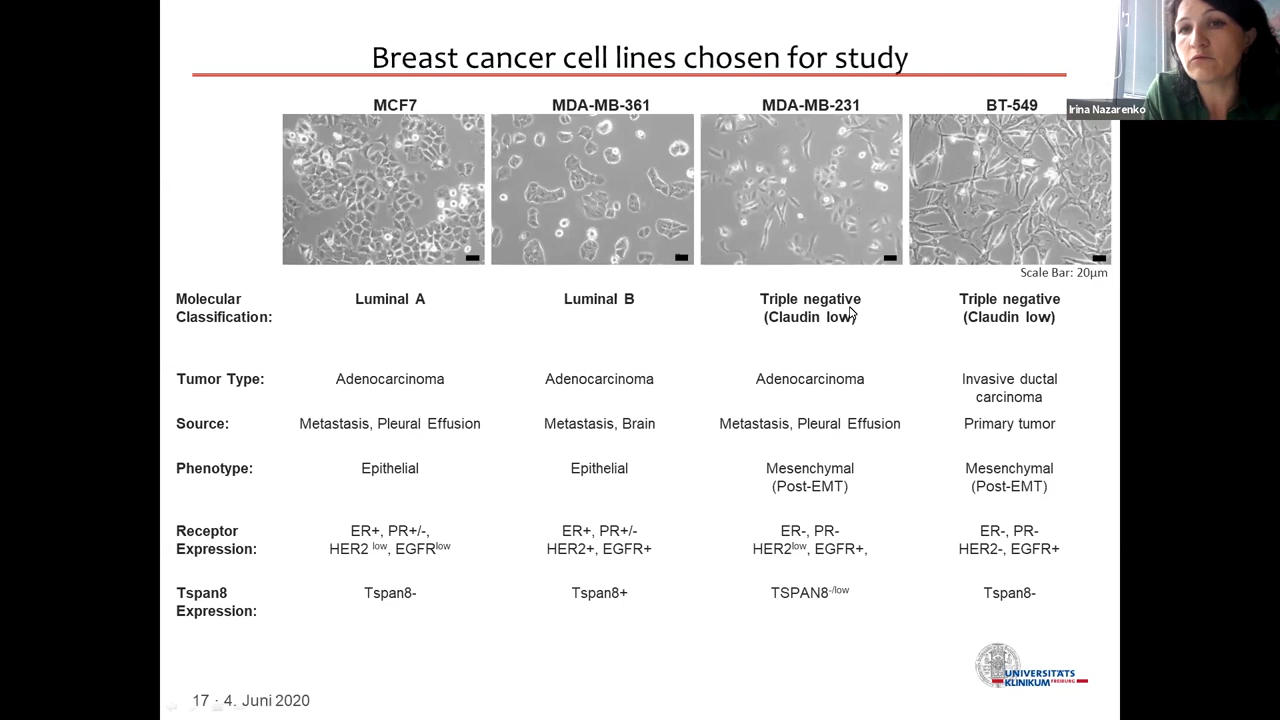 Breast cancer cell lines chosen for study
Irina Nazarenko
MCF7 MDA-MB-361 MDA-MB-231 BT-549
Scale Bar: 20µm
Molecular Classification: Luminal A Luminal B Triple negative (Claudin low) Triple negative (Claudin low)
Tumor Type: Adenocarcinoma Adenocarcinoma Adenocarcinoma Invasive ductal carcinoma
Source: Metastasis, Pleural Effusion Metastasis, Brain Metastasis, Pleural Effusion Primary tumor
Phenotype: Epithelial Epithelial Mesenchymal (Post-EMT) Mesenchymal (Post-EMT)
Receptor Expression: ER+, PR+/-, HER2 low, EGFRlow ER+, PR+/- HER2+, EGFR+ ER-, PR- HER2low, EGFR+, ER-, PR- HER2-, EGFR+
Tspan8 Expression: Tspan8- Tspan8+ TSPAN8-/low Tspan8-
UNIVERSITÄTS
KLINIKUM FREIBURG
17 - 4. Juni 2020